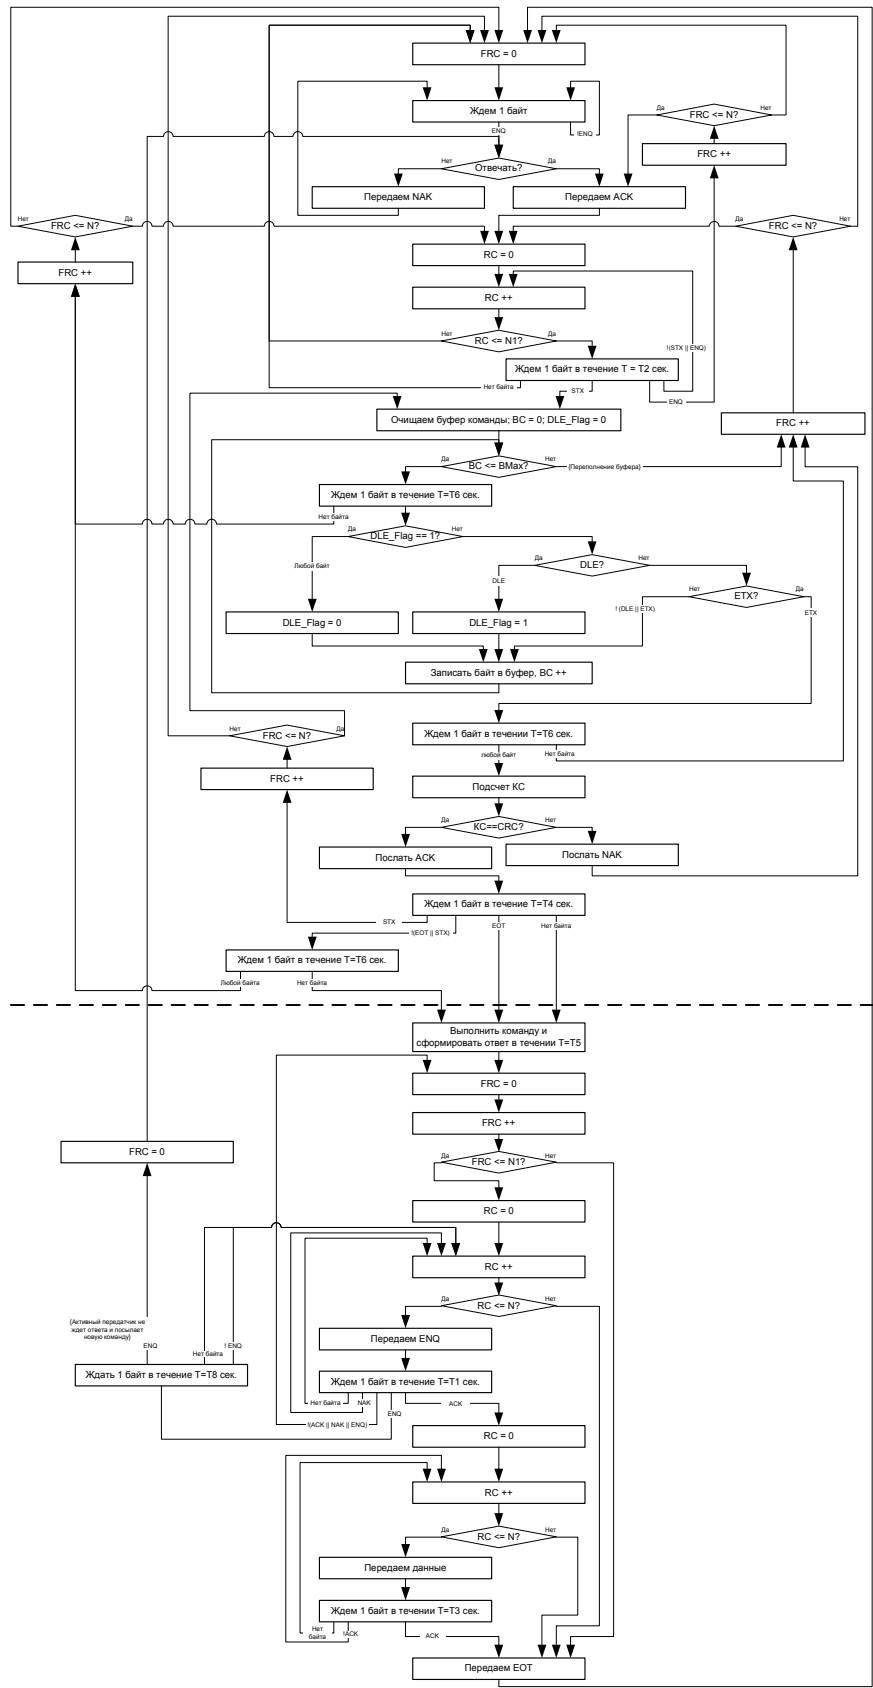 FRC = 0
Ждем 1 байт
ENQ
!ENQ
Да
FRC <= N?
Нет
FRC ++
Нет
Отвечать?
Да
Передаем NAK
Передаем ACK
Нет
FRC <= N?
Да
Да
FRC <= N?
Нет
FRC ++
RC = 0
RC ++
Нет
RC <= N1?
Да
!(STX || ENQ)
Ждем 1 байт в течение T = T2 сек.
Нет байта
STX
ENQ
Очищаем буфер команды; BC = 0; DLE_Flag = 0
FRC ++
Да
BC <= BMax?
Нет
{Переполнение буфера}
Ждем 1 байт в течение T=T6 сек.
Нет байта
Да
DLE_Flag == 1?
Нет
Любой байт
Да
DLE?
Нет
DLE
Нет
ETX?
Да
! (DLE || ETX)
ETX
DLE_Flag = 0
DLE_Flag = 1
Записать байт в буфер, BC ++
Нет
FRC <= N?
Да
Ждем 1 байт в течении T=T6 сек.
любой байт
Нет байта
FRC ++
Подсчет КС
Да
КС==CRC?
Нет
Послать ACK
Послать NAK
Ждем 1 байт в течение T=T4 сек.
STX
!(EOT || STX)
EOT
Нет байта
Ждем 1 байт в течение T=T6 сек.
Любой байта
Нет байта
Выполнить команду и
сформировать ответ в течении T=T5
FRC = 0
FRC ++
FRC = 0
Да
FRC <= N1?
Нет
RC = 0
RC ++
Да
RC <= N?
Нет
{Активный передатчик не
ждет ответа и посылает
новую команду}
ENQ
Нет байта
! ENQ
Передаем ENQ
Ждать 1 байт в течение T=T8 сек.
Ждем 1 байт в течение T=T1 сек.
Нет байта
NAK
ENQ
ACK
!(ACK || NAK || ENQ)
RC = 0
RC ++
Да
RC <= N?
Нет
Передаем данные
Ждем 1 байт в течении T=T3 сек.
Нет
байта
!ACK
ACK
Передаем EOT